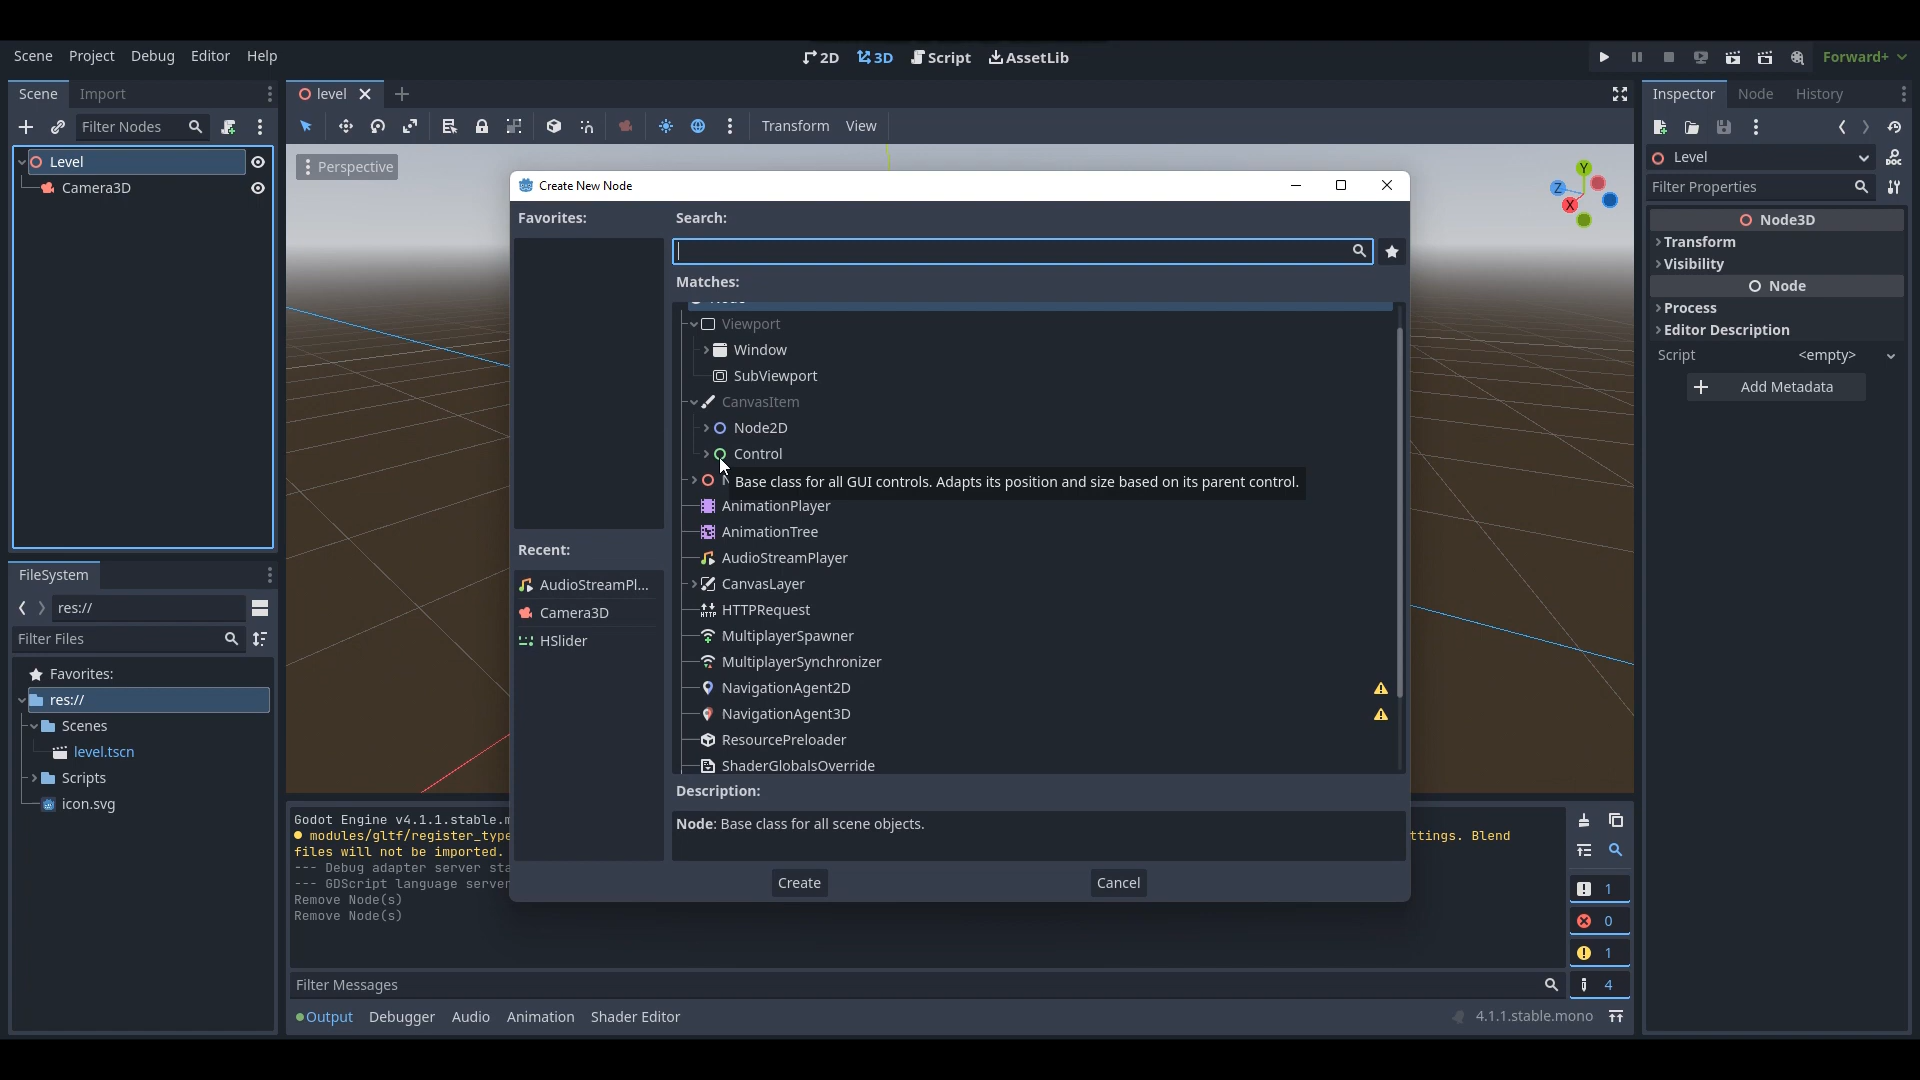 Scene Project Debug Editor Help
2D 3D Script AssetLib
Forward+
Scene Import
Filter Nodes
Level
Camera3D
FileSystem
res://
Filter Files
Favorites:
res://
Scenes
level.tscn
Scripts
icon.svg
level
Transform View
Perspective
Y
Z
X
Create New Node
Favorites:
Recent:
AudioStreamPl...
Camera3D
HSlider
Search:
Matches:
Viewport
Window
SubViewport
CanvasItem
Node2D
Control
Base class for all GUI controls. Adapts its position and size based on its parent control.
AnimationPlayer
AnimationTree
AudioStreamPlayer
CanvasLayer
HTTPRequest
MultiplayerSpawner
MultiplayerSynchronizer
NavigationAgent2D
NavigationAgent3D
ResourcePreloader
ShaderGlobalsOverride
Description:
Node: Base class for all scene objects.
Create Cancel
Godot Engine v4.1.1.stable.m
modules/gltf/register_type
ttings. Blend
files will not be imported.
--- Debug adapter server sta
--- GDScript language server
Remove Node(s)
Remove Node(s)
1
0
1
4
Filter Messages
Output Debugger Audio Animation Shader Editor
4.1.1.stable.mono
Inspector Node History
Level
DOC
Filter Properties
Node3D
Transform
Visibility
Node
Process
Editor Description
Script <empty>
Add Metadata